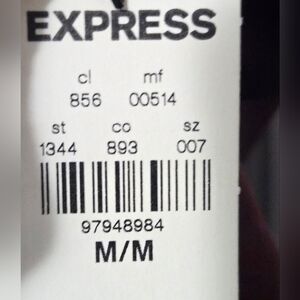 EXPRESS
cl mf
856 00514
st co sz
1344 893 007
97948984
M/M